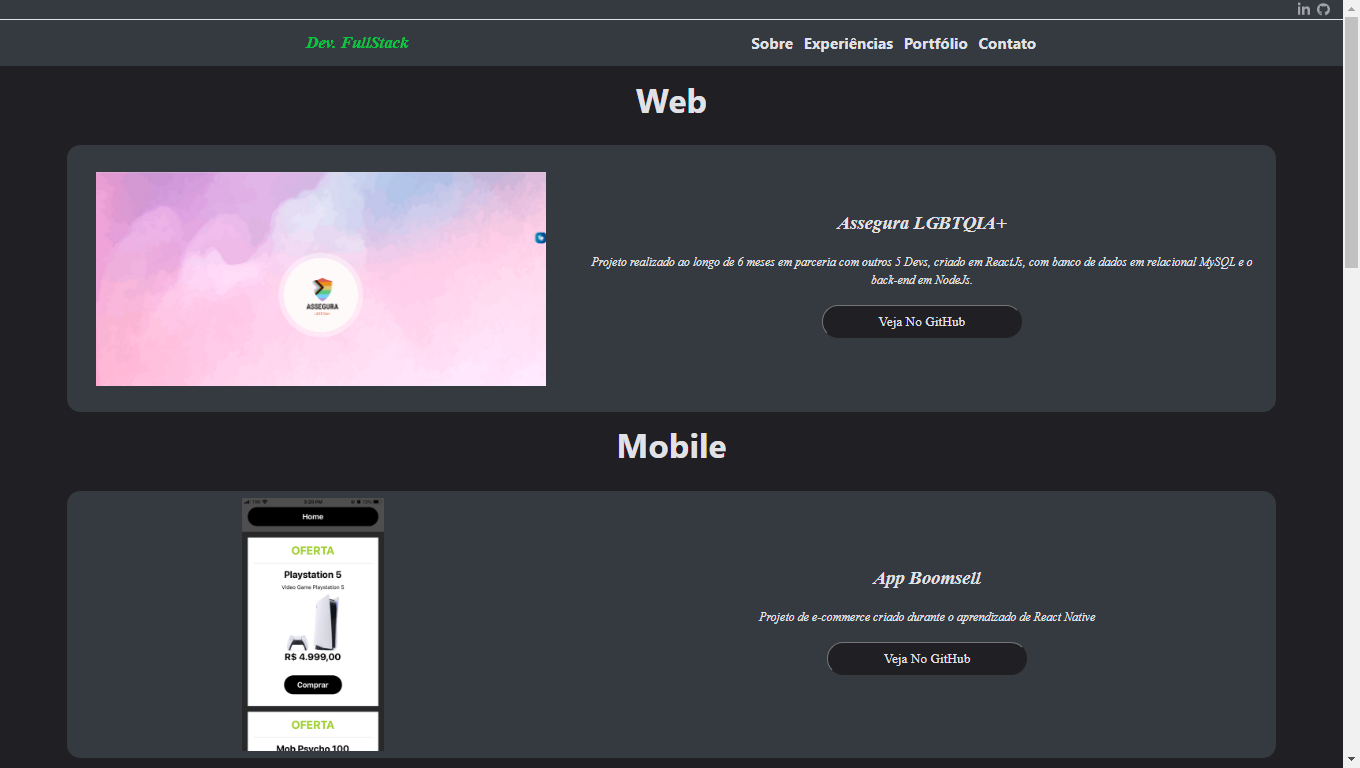 Dev. FullStack
Sobre Experiências Portfólio Contato
Web
ASSEGURA
Assegura LGBTQIA+
Projeto realizado ao longo de 6 meses em parceria com outros 5 Devs, criado em ReactJs, com banco de dados em relacional MySQL e o
back-end em NodeJs.
Veja No GitHub
Mobile
Home
OFERTA
Playstation 5
Video Game Playstation 5
R$ 4.999,00
Comprar
OFERTA
Mob Psycho 100
App Boomsell
Projeto de e-commerce criado durante o aprendizado de React Native
Veja No GitHub